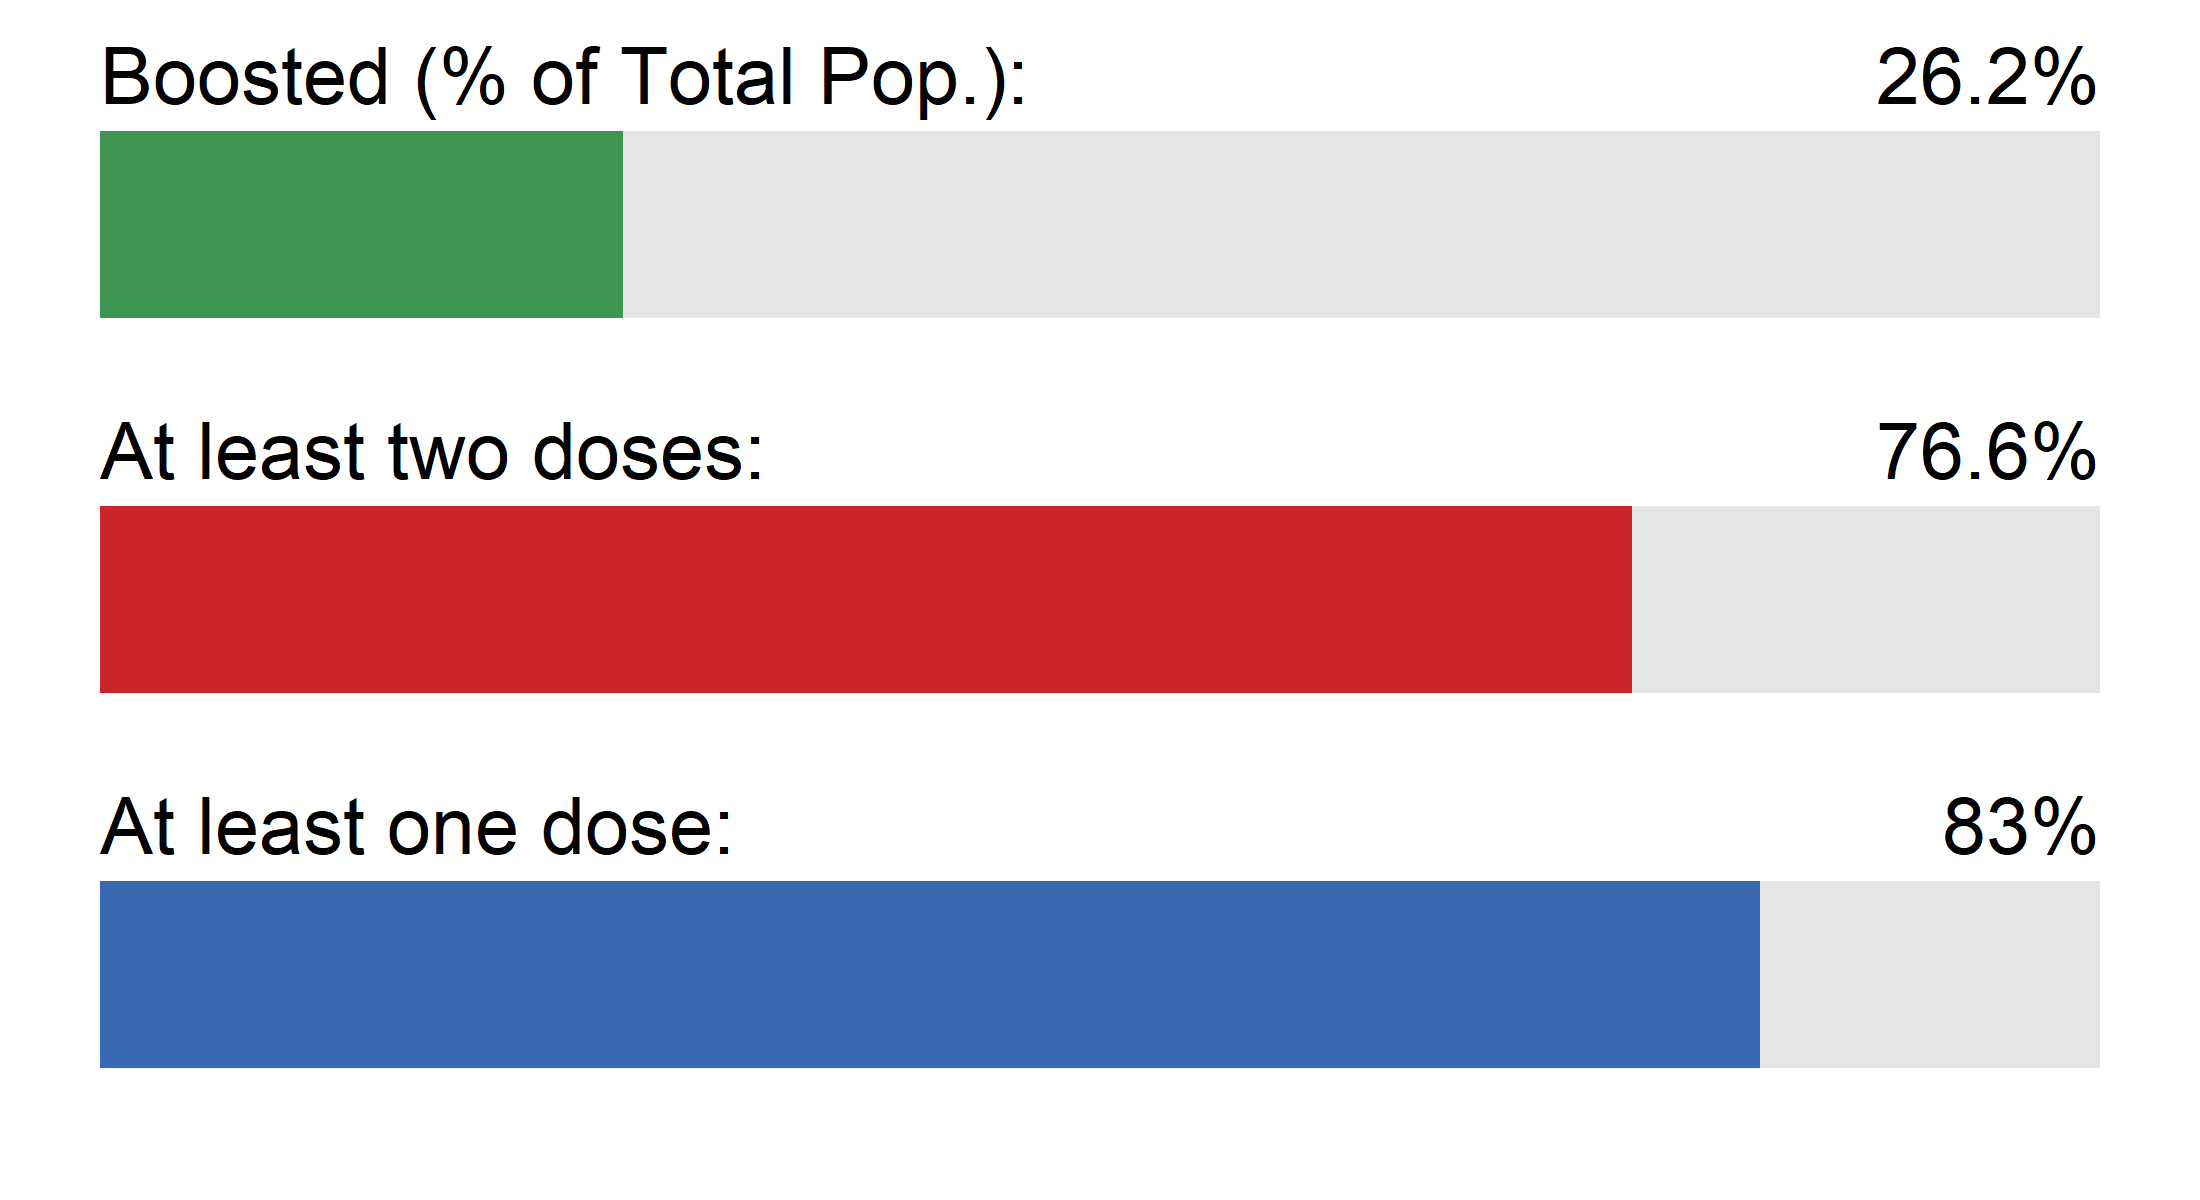 Boosted (% of Total Pop.): 26.2%
At least two doses: 76.6%
At least one dose: 83%